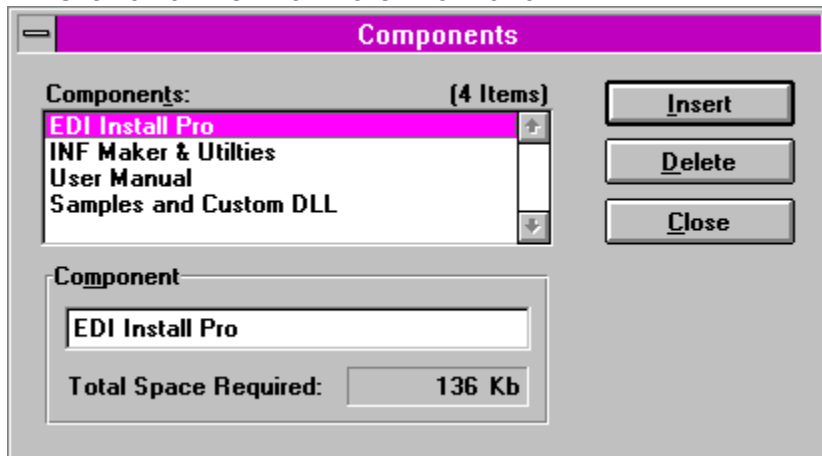 Components
Components: (4 Items)
EDI Install Pro
INF Maker & Utilties
User Manual
Samples and Custom DLL
Insert
Delete
Close
Component
EDI Install Pro
Total Space Required: 136 Kb